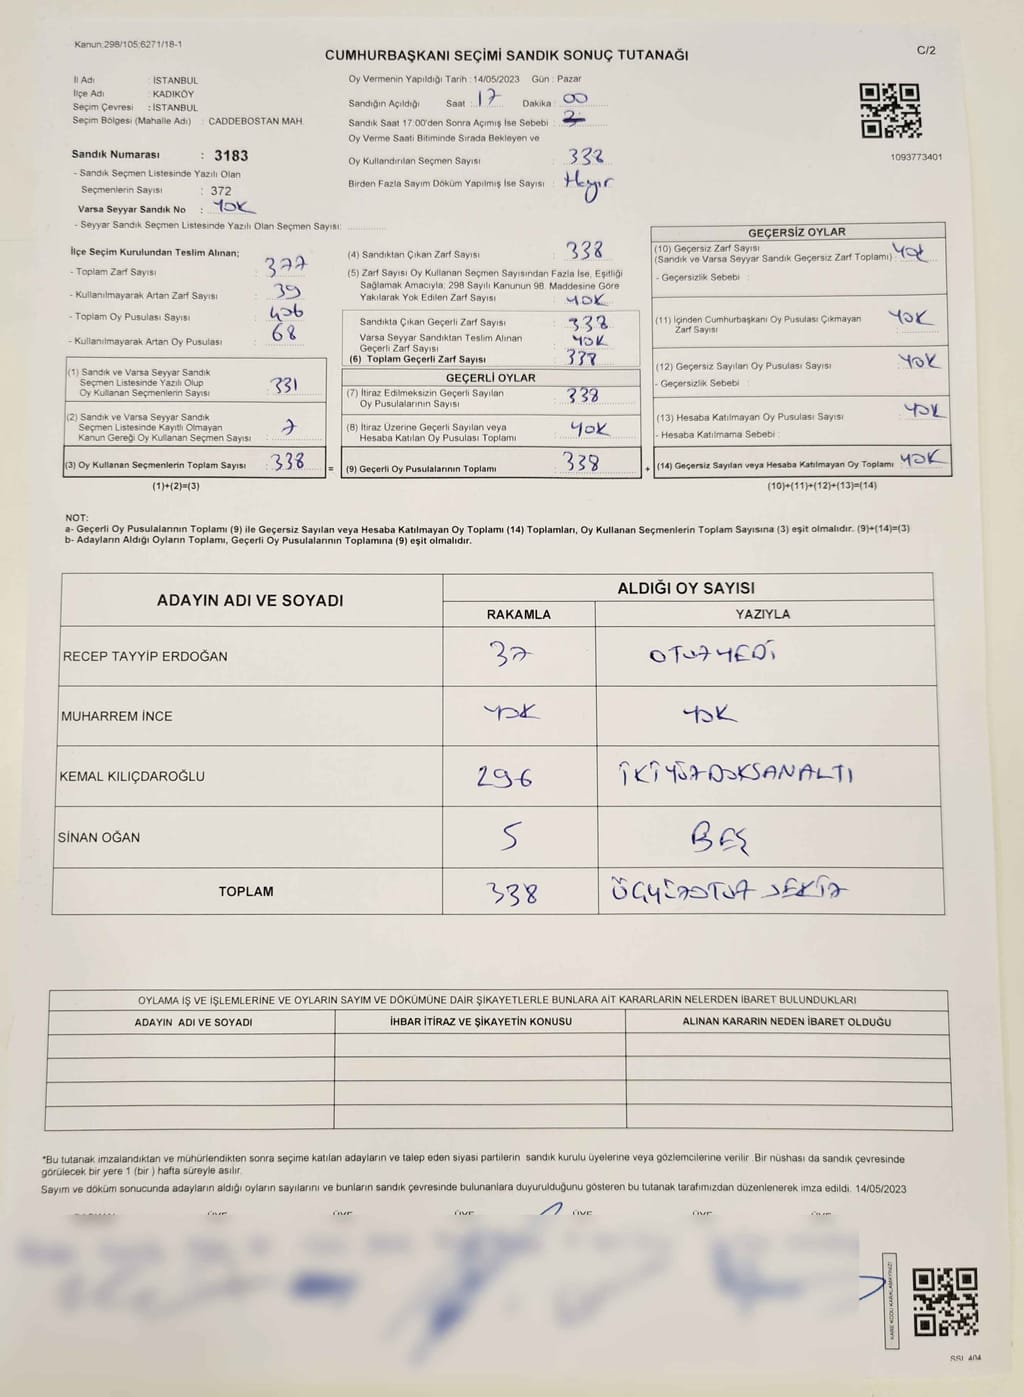 Kanun:298/105:6271/18-1
C/2
CUMHURBAŞKANI SEÇİMİ SANDIK SONUÇ TUTANAĞI
İl Adı : İSTANBUL
İlçe Adı : KADIKÖY
Seçim Çevresi : İSTANBUL
Seçim Bölgesi (Mahalle Adı) : CADDEBOSTAN MAH.
Sandık Numarası : 3183
- Sandık Seçmen Listesinde Yazılı Olan
Seçmenlerin Sayısı : 372
Varsa Seyyar Sandık No : YOK
- Seyyar Sandık Seçmen Listesinde Yazılı Olan Seçmen Sayısı:
Oy Vermenin Yapıldığı Tarih : 14/05/2023 Gün : Pazar
Sandığın Açıldığı Saat : 17 Dakika : 00
Sandık Saat 17:00'den Sonra Açımış İse Sebebi :
Oy Verme Saati Bitiminde Sırada Bekleyen ve
Oy Kullandırılan Seçmen Sayısı : 338
Birden Fazla Sayım Döküm Yapılmış İse Sayısı : Hayır
1093773401
İlçe Seçim Kurulundan Teslim Alınan;
- Toplam Zarf Sayısı : 377
- Kullanılmayarak Artan Zarf Sayısı : 39
- Toplam Oy Pusulası Sayısı : 406
- Kullanılmayarak Artan Oy Pusulası : 68
(1) Sandık ve Varsa Seyyar Sandık
Seçmen Listesinde Yazılı Olup
Oy Kullanan Seçmenlerin Sayısı : 331
(2) Sandık ve Varsa Seyyar Sandık
Seçmen Listesinde Kayıtlı Olmayan
Kanun Gereği Oy Kullanan Seçmen Sayısı : 7
(3) Oy Kullanan Seçmenlerin Toplam Sayısı : 338
(1)+(2)=(3)
(4) Sandıktan Çıkan Zarf Sayısı : 338
(5) Zarf Sayısı Oy Kullanan Seçmen Sayısından Fazla İse, Eşitliği
Sağlamak Amacıyla; 298 Sayılı Kanunun 98. Maddesine Göre
Yakılarak Yok Edilen Zarf Sayısı : YOK
Sandıkta Çıkan Geçerli Zarf Sayısı : 338
Varsa Seyyar Sandıktan Teslim Alınan
Geçerli Zarf Sayısı : YOK
(6) Toplam Geçerli Zarf Sayısı : 338
GEÇERLİ OYLAR
(7) İtiraz Edilmeksizin Geçerli Sayılan
Oy Pusulalarının Sayısı : 338
(8) İtiraz Üzerine Geçerli Sayılan veya
Hesaba Katılan Oy Pusulası Toplamı : YOK
= (9) Geçerli Oy Pusulalarının Toplamı : 338
GEÇERSİZ OYLAR
(10) Geçersiz Zarf Sayısı
(Sandık ve Varsa Seyyar Sandık Geçersiz Zarf Toplamı) : YOK
- Geçersizlik Sebebi :
(11) İçinden Cumhurbaşkanı Oy Pusulası Çıkmayan
Zarf Sayısı : YOK
(12) Geçersiz Sayılan Oy Pusulası Sayısı : YOK
- Geçersizlik Sebebi :
(13) Hesaba Katılmayan Oy Pusulası Sayısı : YOK
- Hesaba Katılmama Sebebi :
+ (14) Geçersiz Sayılan veya Hesaba Katılmayan Oy Toplamı : YOK
(10)+(11)+(12)+(13)=(14)
NOT:
a- Geçerli Oy Pusulalarının Toplamı (9) ile Geçersiz Sayılan veya Hesaba Katılmayan Oy Toplamı (14) Toplamları, Oy Kullanan Seçmenlerin Toplam Sayısına (3) eşit olmalıdır. (9)+(14)=(3)
b- Adayların Aldığı Oyların Toplamı, Geçerli Oy Pusulalarının Toplamına (9) eşit olmalıdır.
ADAYIN ADI VE SOYADI
ALDIĞI OY SAYISI
RAKAMLA YAZIYLA
RECEP TAYYİP ERDOĞAN 37 OTUZYEDİ
MUHARREM İNCE YOK YOK
KEMAL KILIÇDAROĞLU 296 İKİYÜZDOKSANALTI
SİNAN OĞAN 5 BEŞ
TOPLAM 338 ÜÇYÜZOTUZ SEKİZ
OYLAMA İŞ VE İŞLEMLERİNE VE OYLARIN SAYIM VE DÖKÜMÜNE DAİR ŞİKAYETLERLE BUNLARA AİT KARARLARIN NELERDEN İBARET BULUNDUKLARI
ADAYIN ADI VE SOYADI İHBAR İTİRAZ VE ŞİKAYETİN KONUSU ALINAN KARARIN NEDEN İBARET OLDUĞU
*Bu tutanak imzalandıktan ve mühürlendikten sonra seçime katılan adayların ve talep eden siyasi partilerin sandık kurulu üyelerine veya gözlemcilerine verilir .Bir nüshası da sandık çevresinde
görülecek bir yere 1 (bir ) hafta süreyle asılır.
Sayım ve döküm sonucunda adayların aldığı oyların sayılarını ve bunların sandık çevresinde bulunanlara duyurulduğunu gösteren bu tutanak tarafımızdan düzenlenerek imza edildi. 14/05/2023
KARE KODU KARALAMAYINIZ!